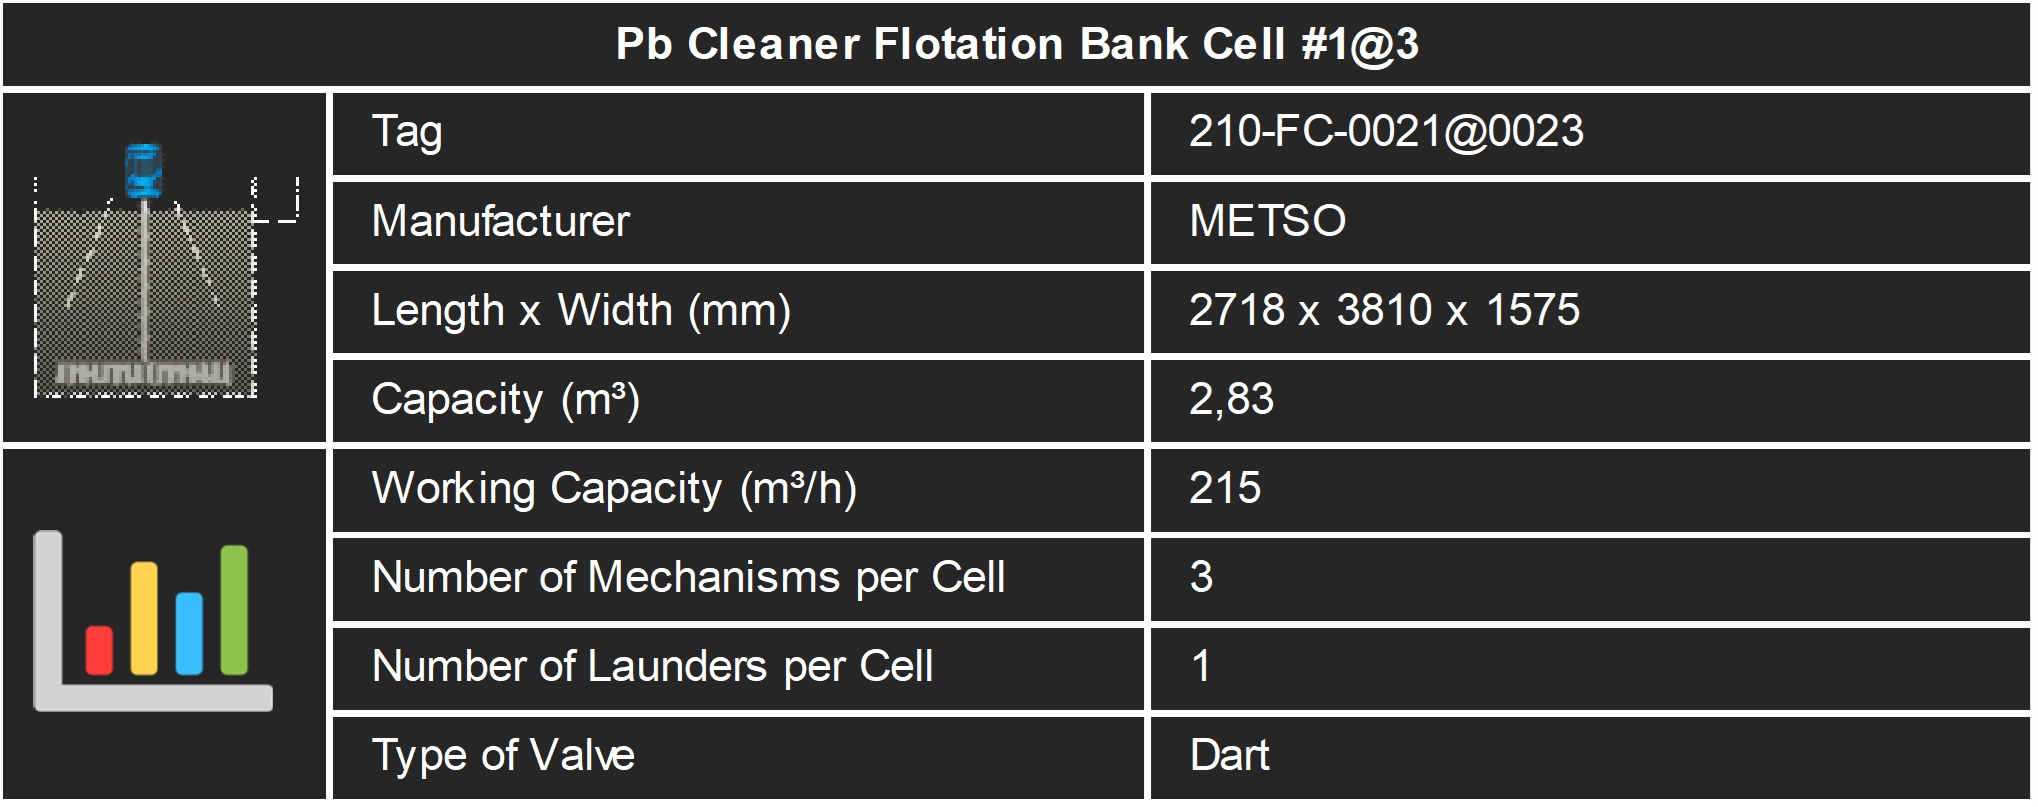 Pb Cleaner Flotation Bank Cell #1@3
Tag 210-FC-0021@0023
Manufacturer METSO
Length x Width (mm) 2718 x 3810 x 1575
Capacity (m³) 2,83
Working Capacity (m³/h) 215
Number of Mechanisms per Cell 3
Number of Launders per Cell 1
Type of Valve Dart